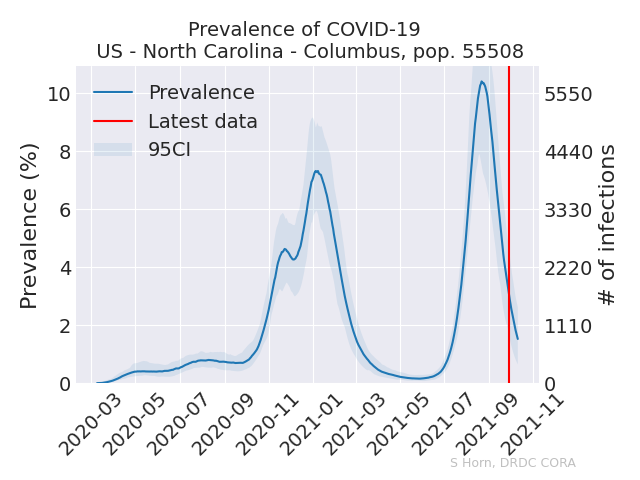 Prevalence of COVID-19
US - North Carolina - Columbus, pop. 55508
Prevalence
Latest data
95CI
Prevalence (%)
10
8
6
4
2
0
5550
4440
3330
2220
1110
0
# of infections
2020-03
2020-05
2020-07
2020-09
2020-11
2021-01
2021-03
2021-05
2021-07
2021-09
2021-11
S Horn, DRDC CORA